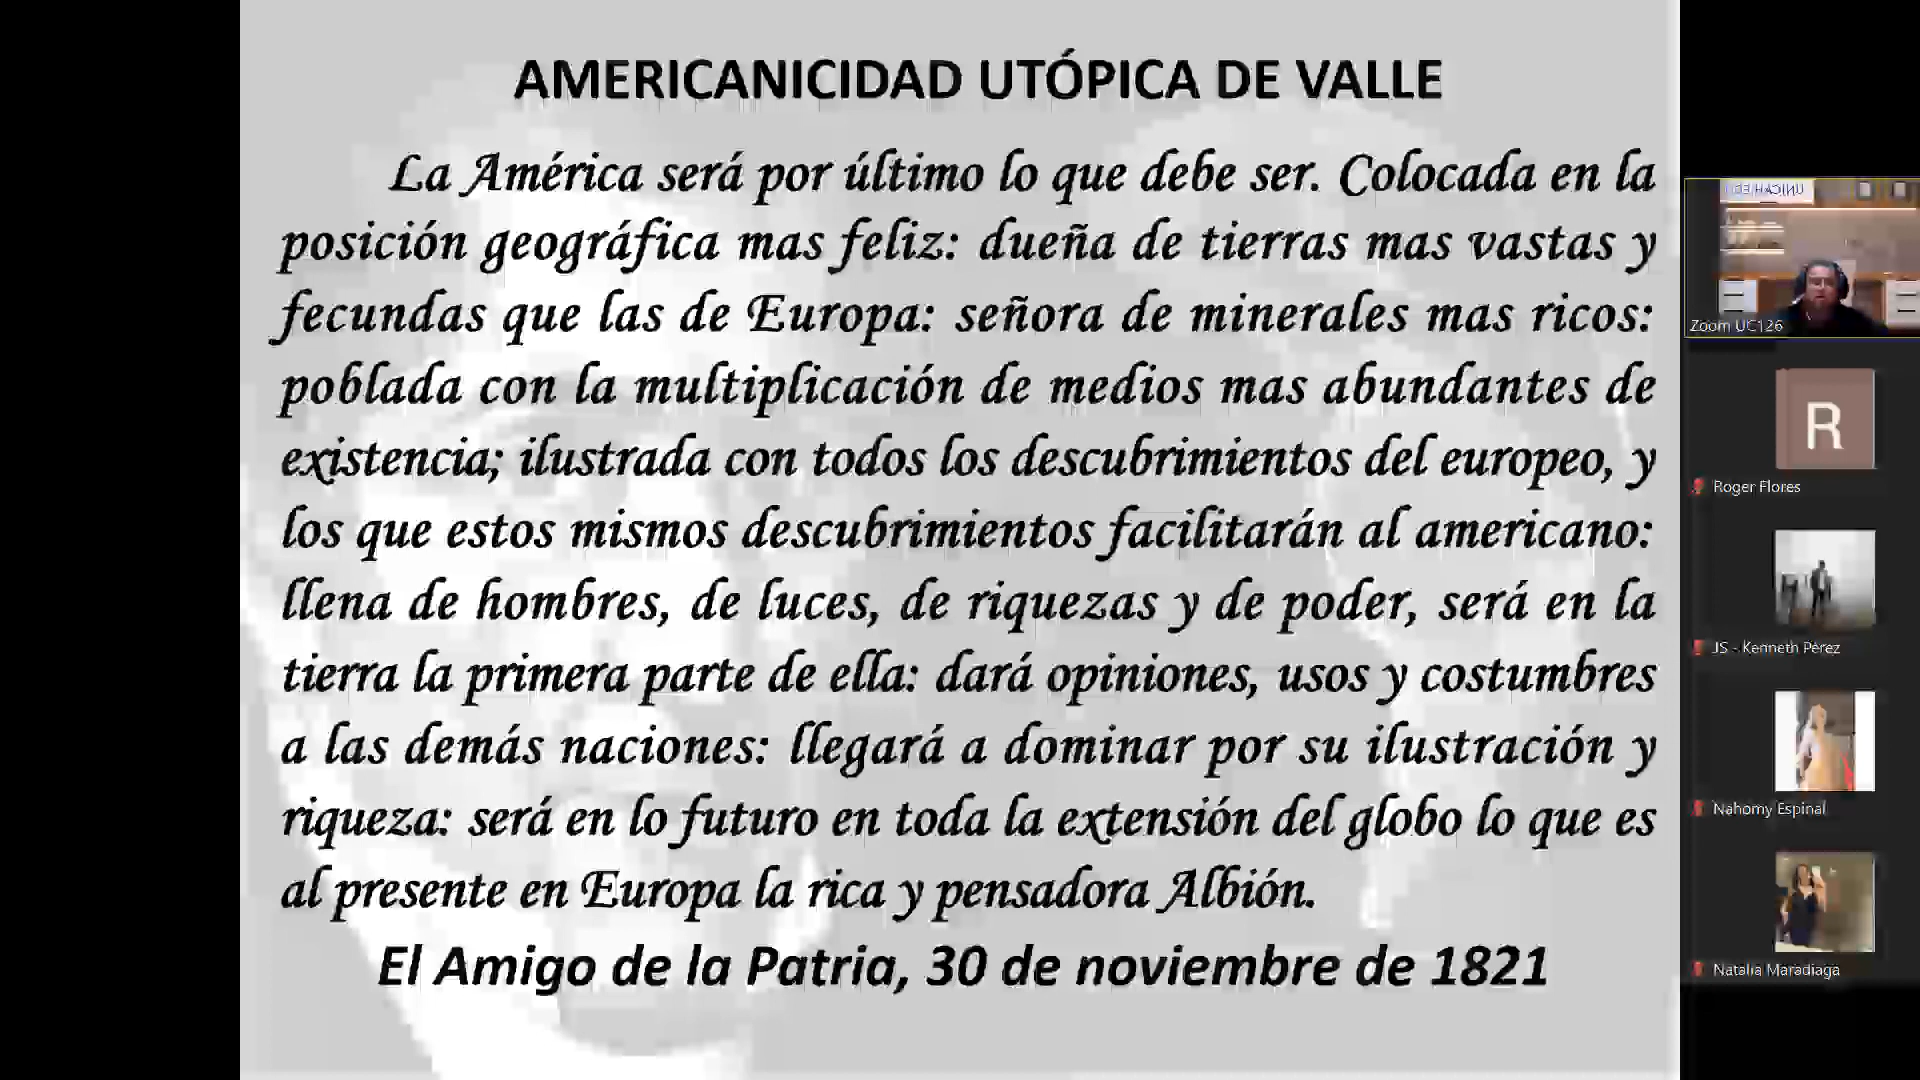 AMERICANICIDAD UTÓPICA DE VALLE
La América será por último lo que debe ser. Colocada en la
posición geográfica mas feliz: dueña de tierras mas vastas y
fecundas que las de Europa: señora de minerales mas ricos:
poblada con la multiplicación de medios mas abundantes de
existencia; ilustrada con todos los descubrimientos del europeo, y
los que estos mismos descubrimientos facilitarán al americano:
llena de hombres, de luces, de riquezas y de poder, será en la
tierra la primera parte de ella: dará opiniones, usos y costumbres
a las demás naciones: llegará a dominar por su ilustración y
riqueza: será en lo futuro en toda la extensión del globo lo que es
al presente en Europa la rica y pensadora Albión.
El Amigo de la Patria, 30 de noviembre de 1821
Zoom UC126
R
Roger Flores
JS - Kenneth Pérez
Nahomy Espinal
Natalia Maradiaga